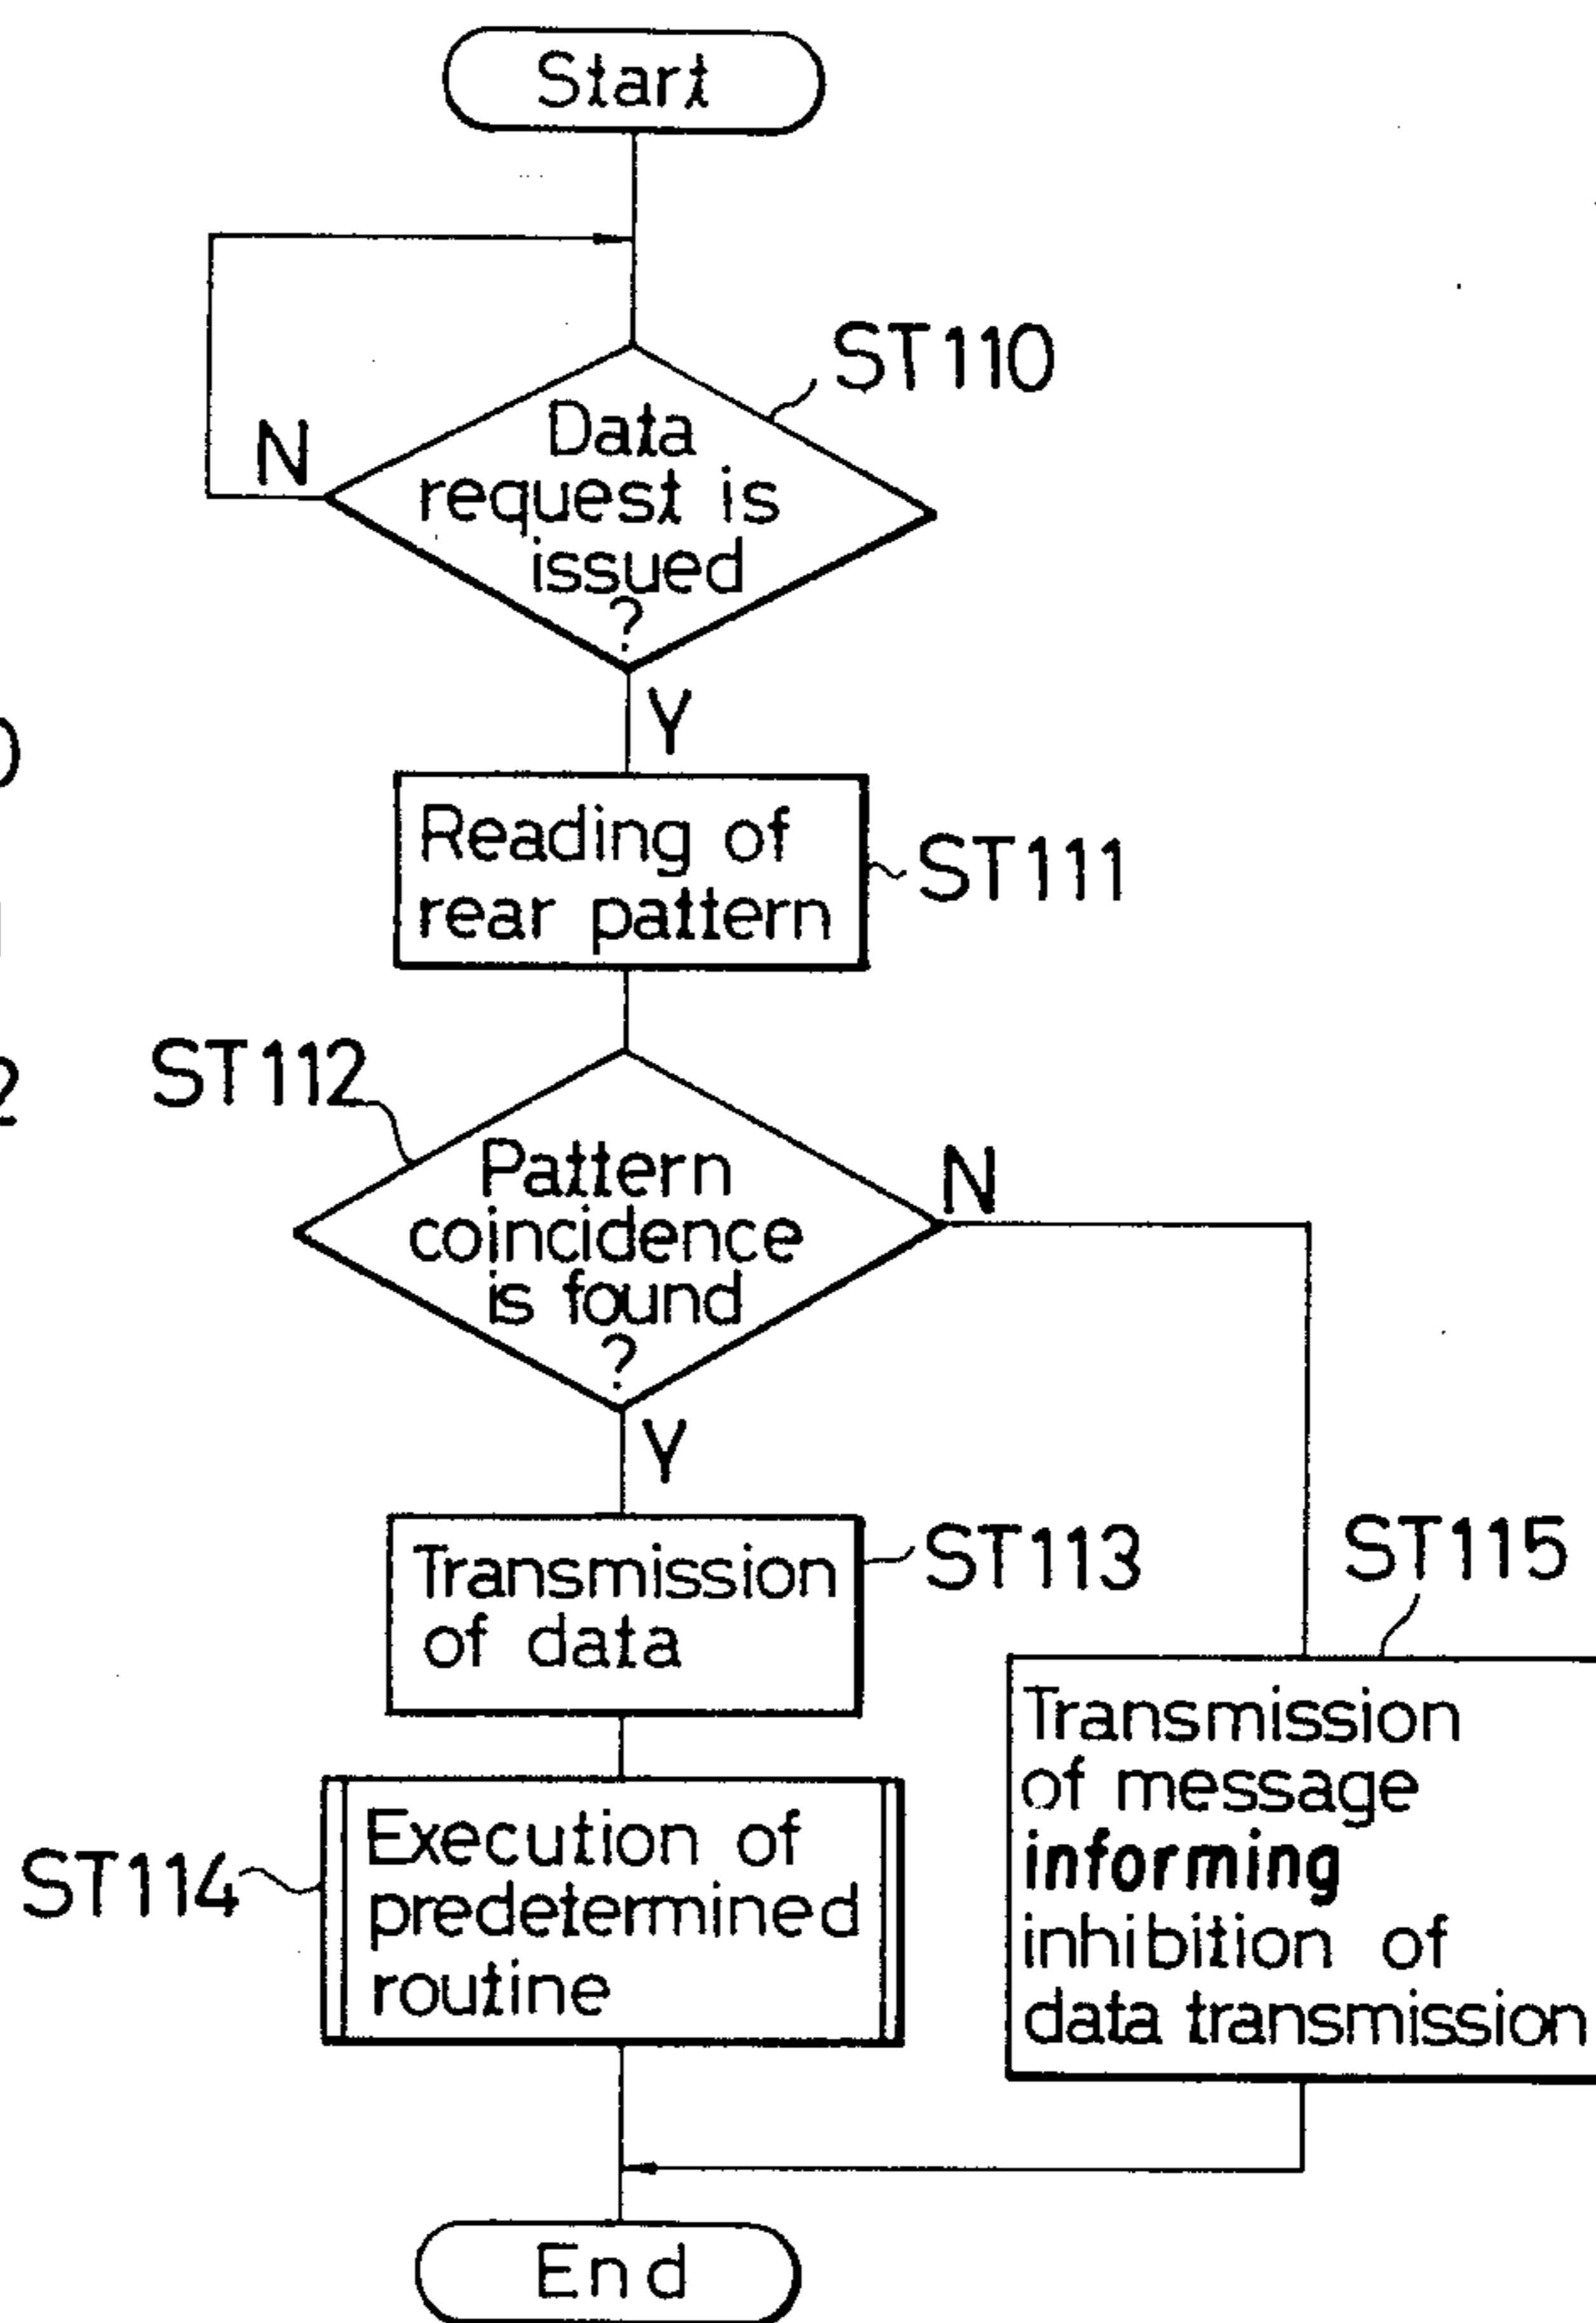 Start
ST110
N
Data
request is
issued
?
Y
Reading of
rear pattern
ST111
ST112
Pattern
coincidence
is found
?
N
Y
Transmission
of data
ST113
ST115
Transmission
of message
informing
inhibition of
data transmission
ST114
Execution of
predetermined
routine
End